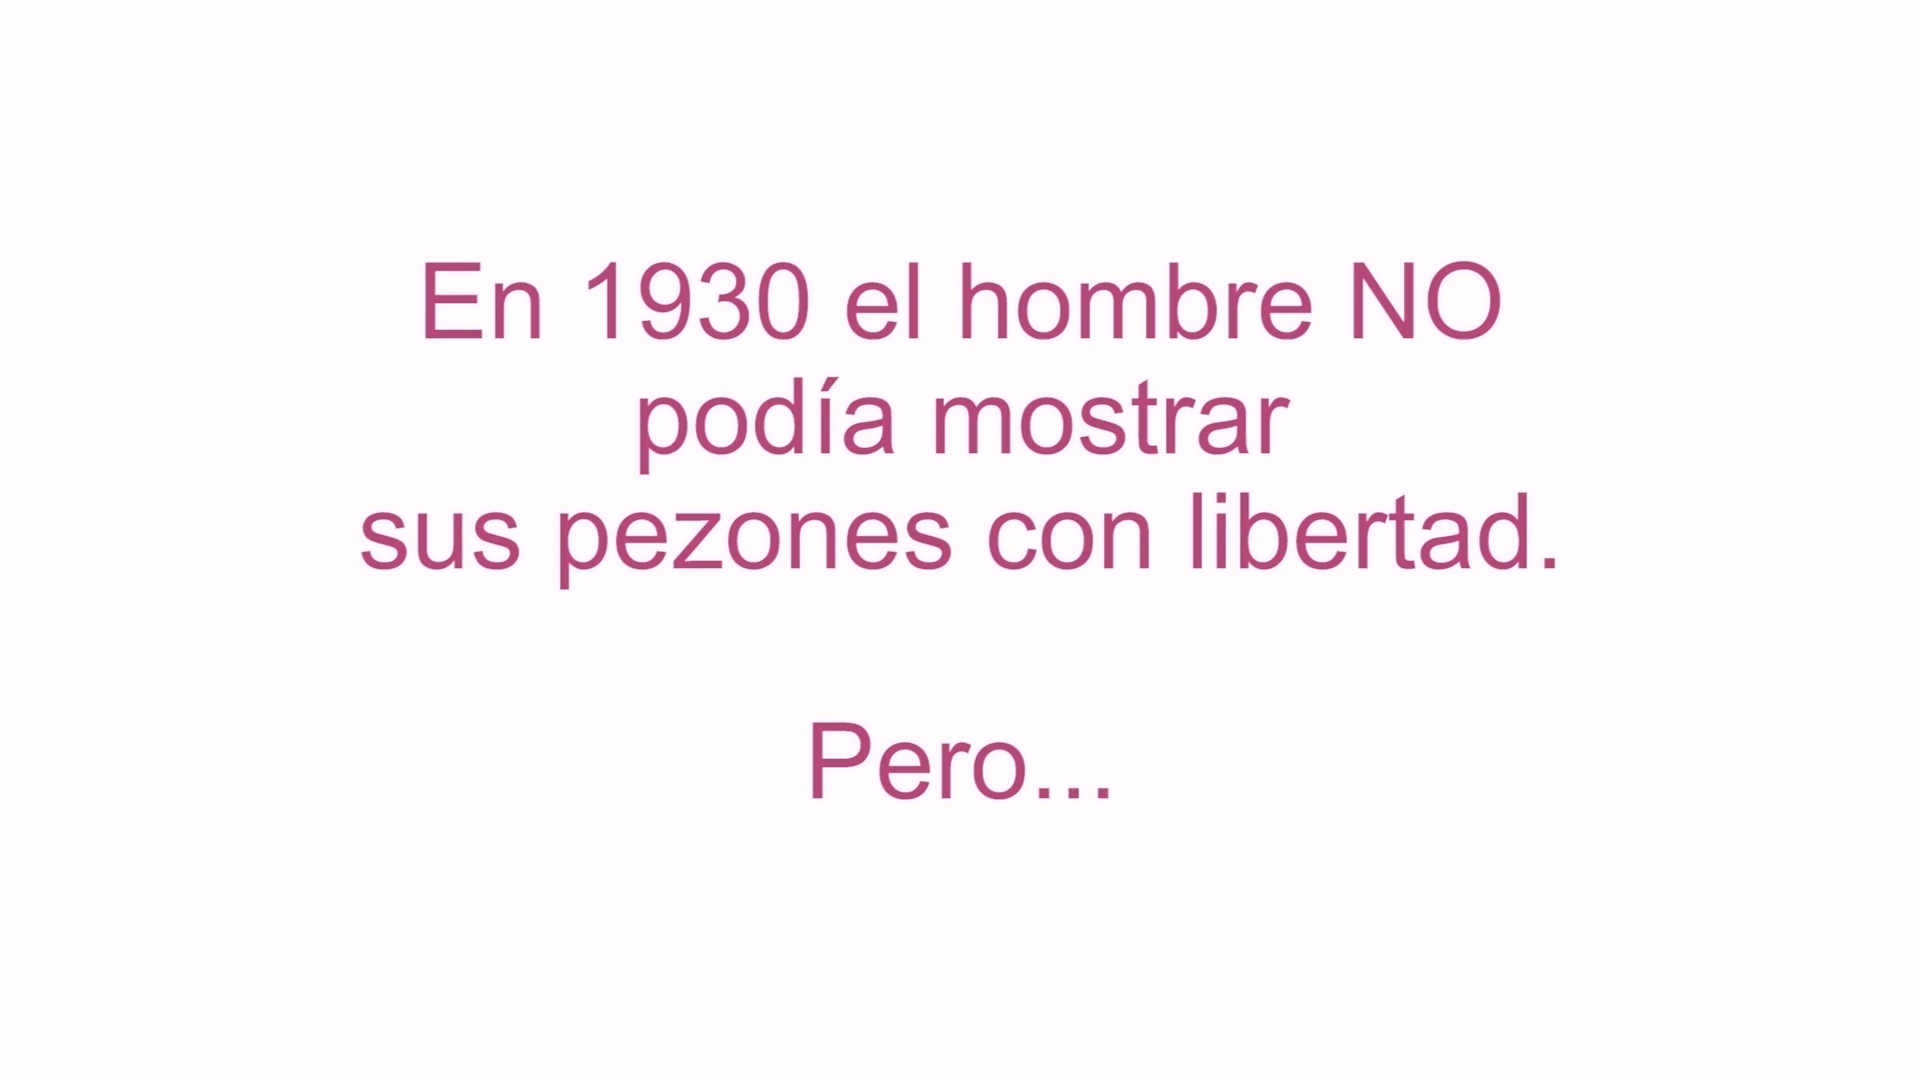 En 1930 el hombre NO
podía mostrar
sus pezones con libertad.
Pero...